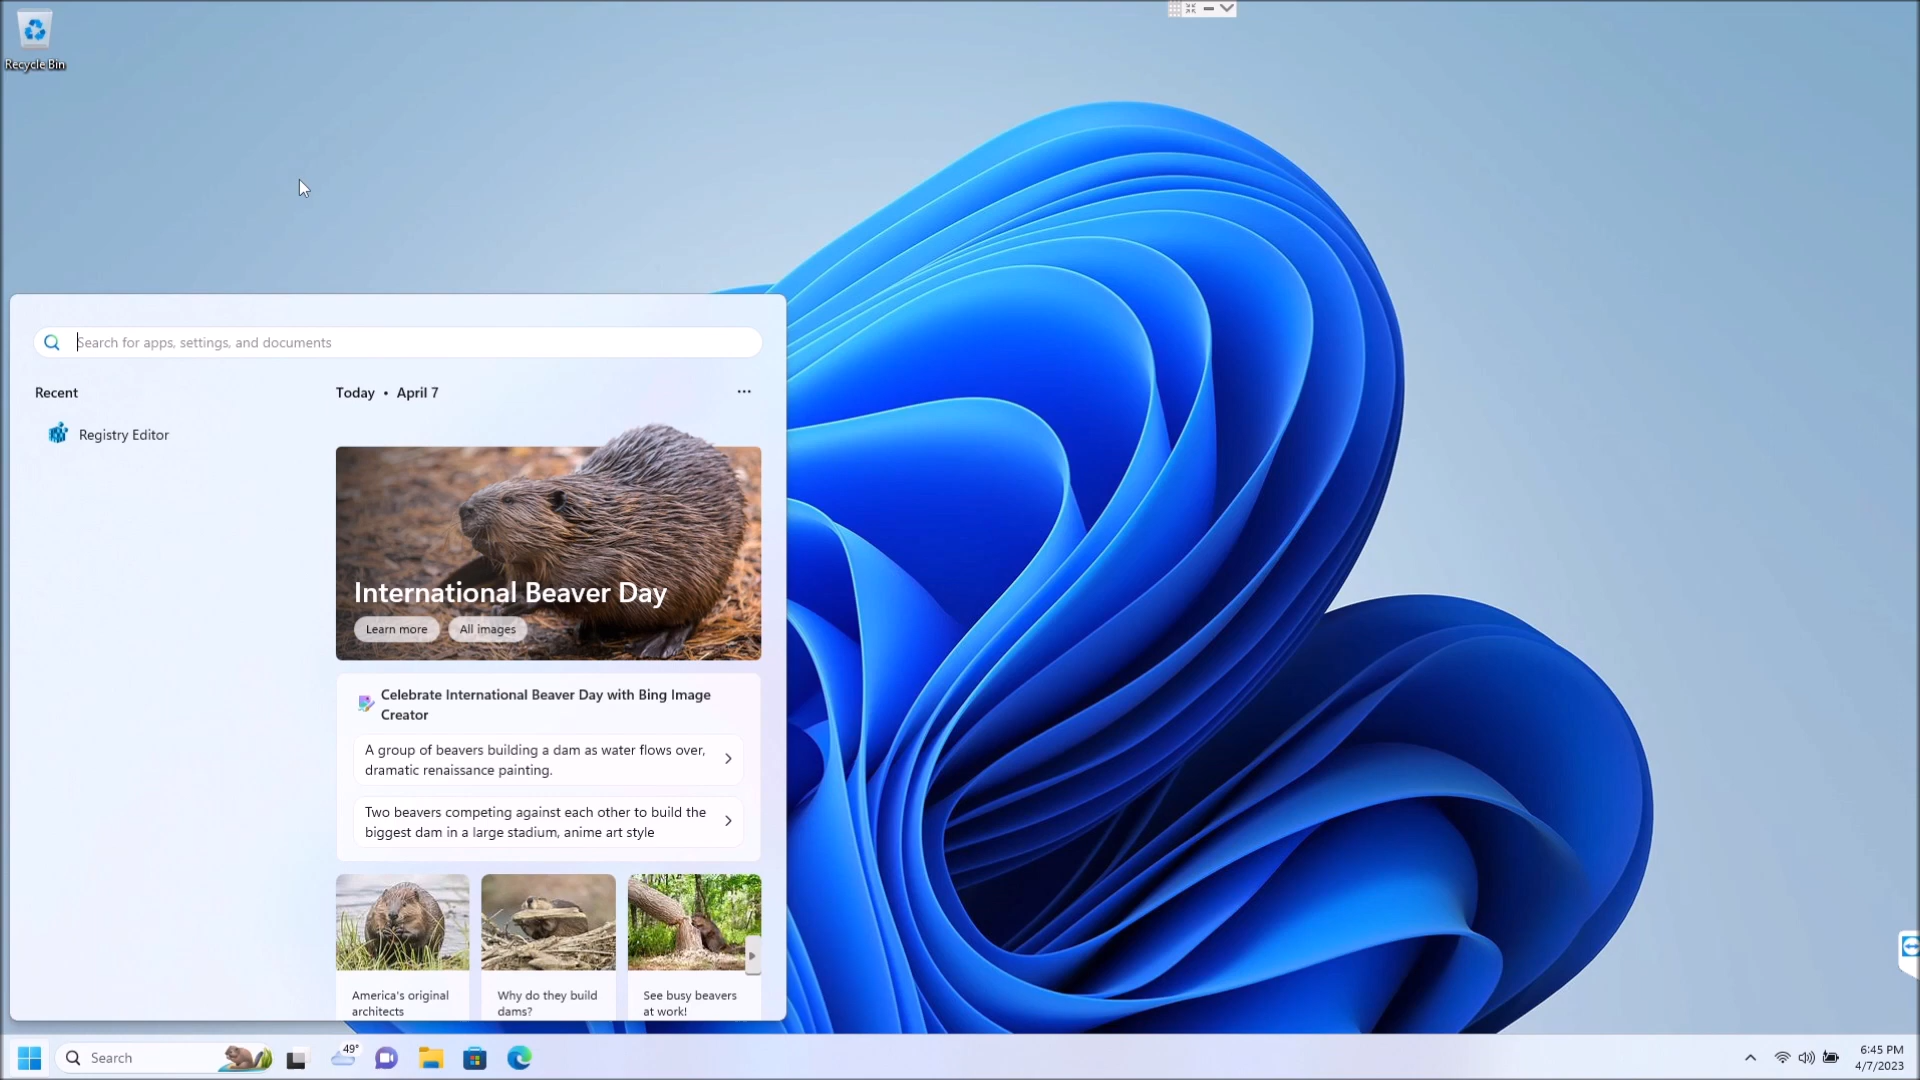 Recycle Bin
Search for apps, settings, and documents
Recent
Today • April 7
Registry Editor
International Beaver Day
Learn more
All images
Celebrate International Beaver Day with Bing Image
Creator
A group of beavers building a dam as water flows over,
dramatic renaissance painting.
Two beavers competing against each other to build the
biggest dam in a large stadium, anime art style
America's original
architects
Why do they build
dams?
See busy beavers
at work!
Search
49°
6:45 PM
4/7/2023